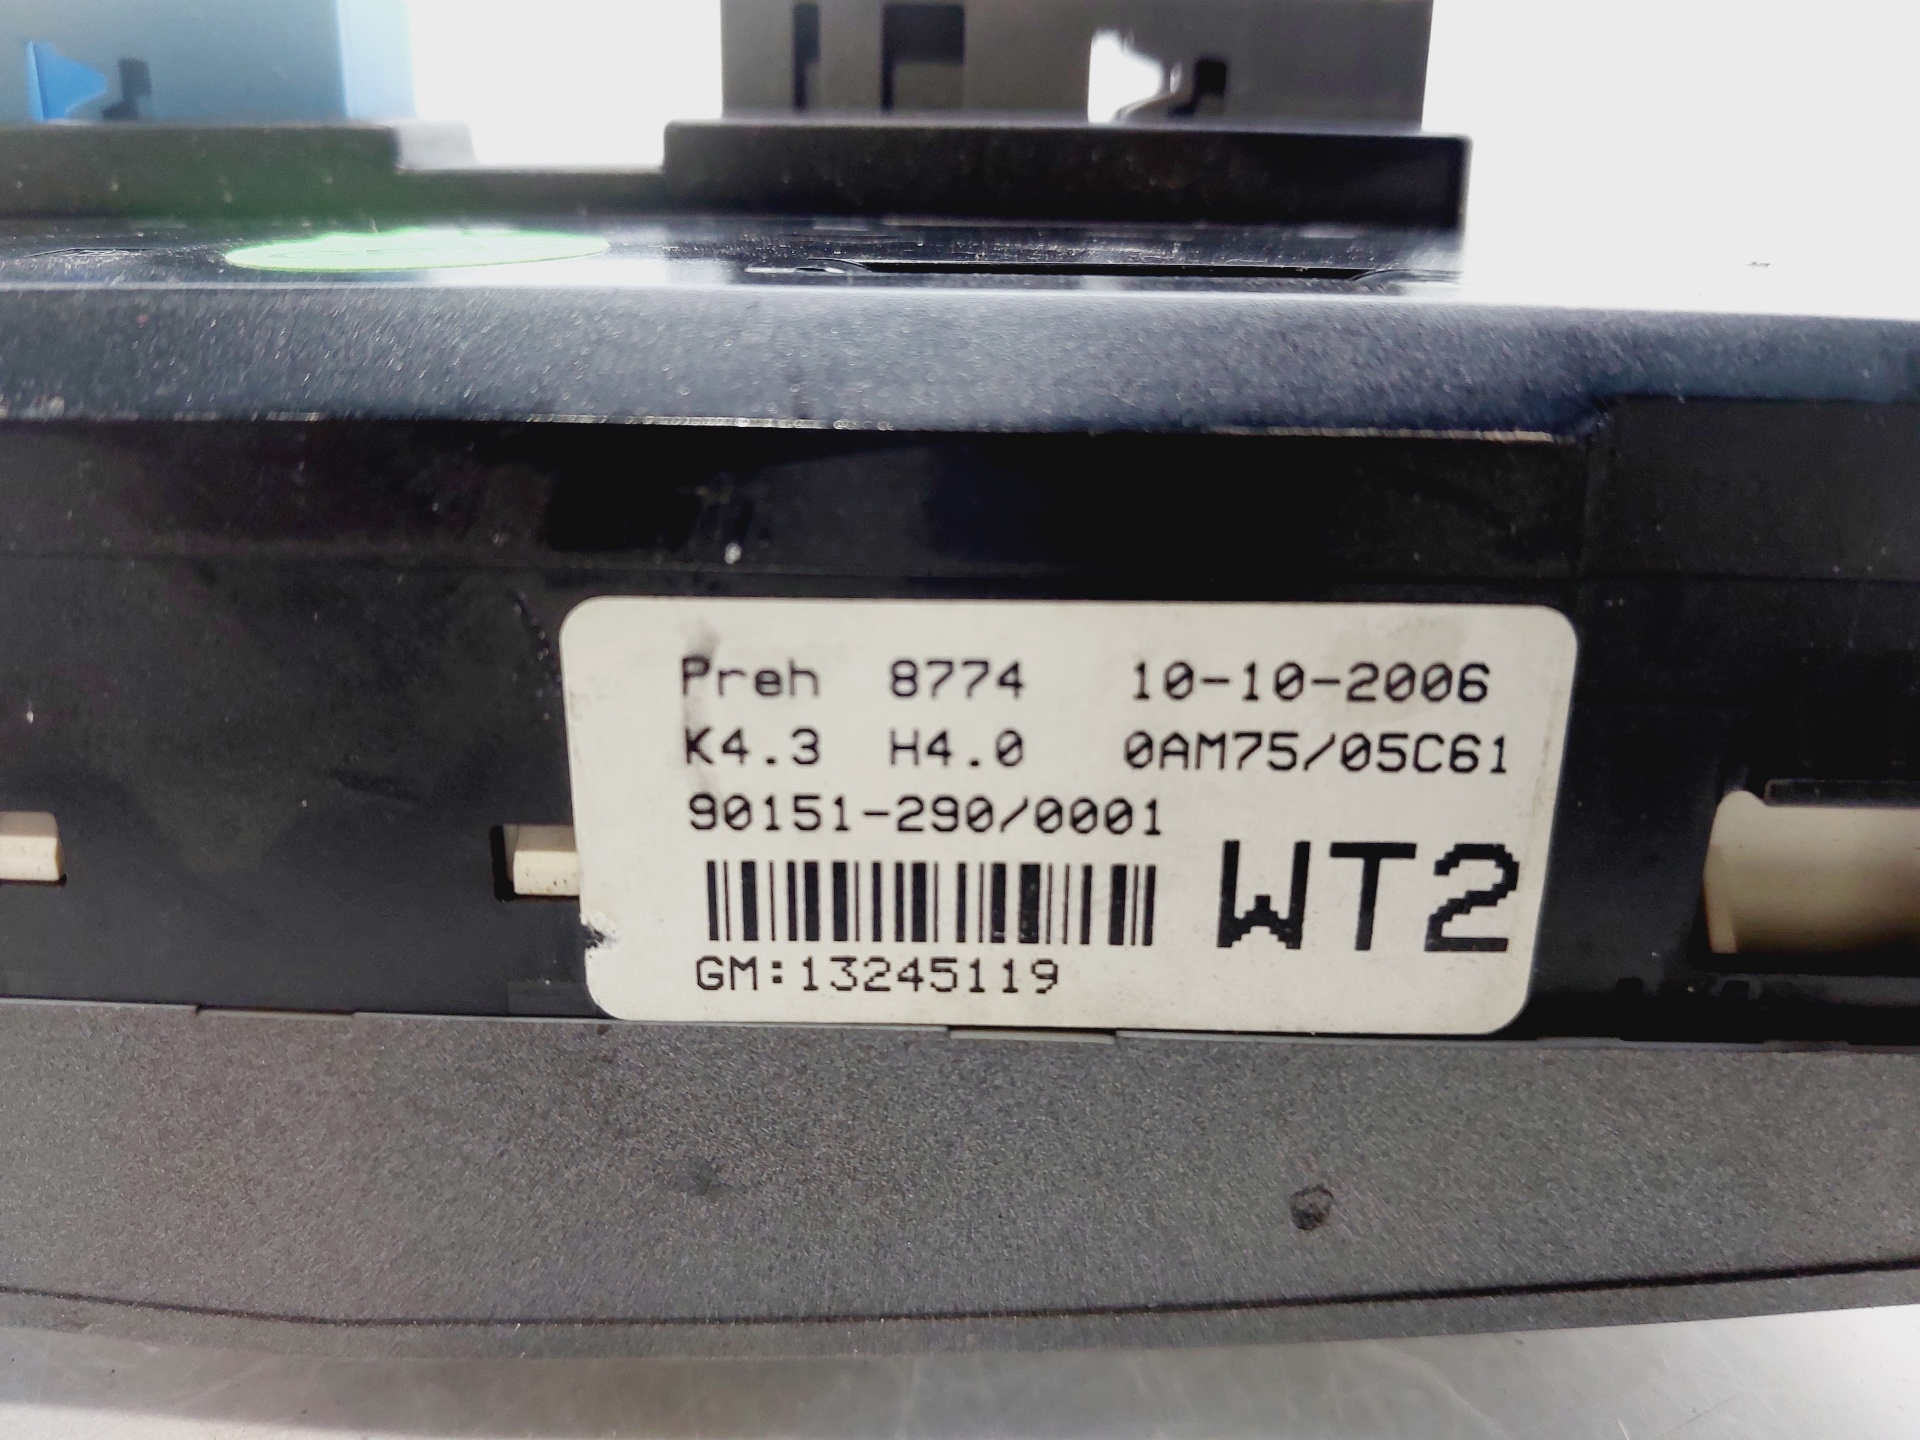 Preh 8774 10-10-2006
K4.3 H4.0 0AM75/05C61
90151-290/0001
WT2
GM:13245119